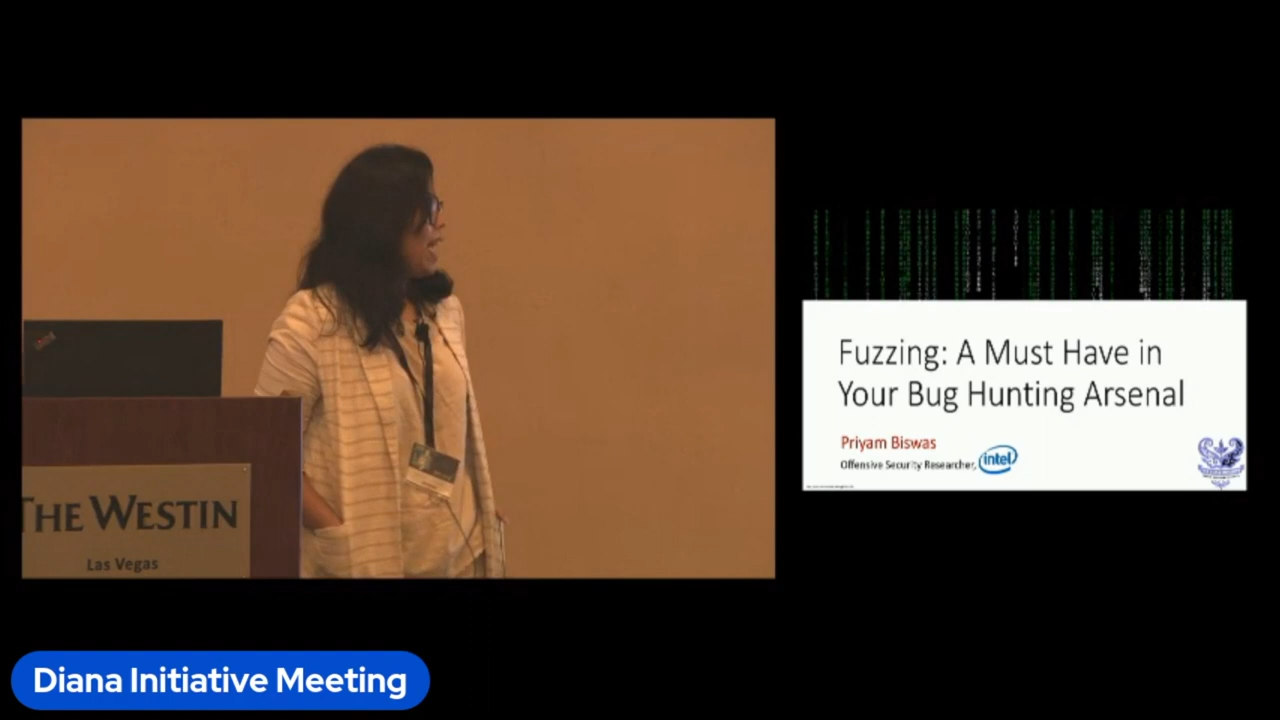 THE WESTIN
Las Vegas
Fuzzing: A Must Have in
Your Bug Hunting Arsenal
Priyam Biswas
Offensive Security Researcher,
intel
Diana Initiative Meeting